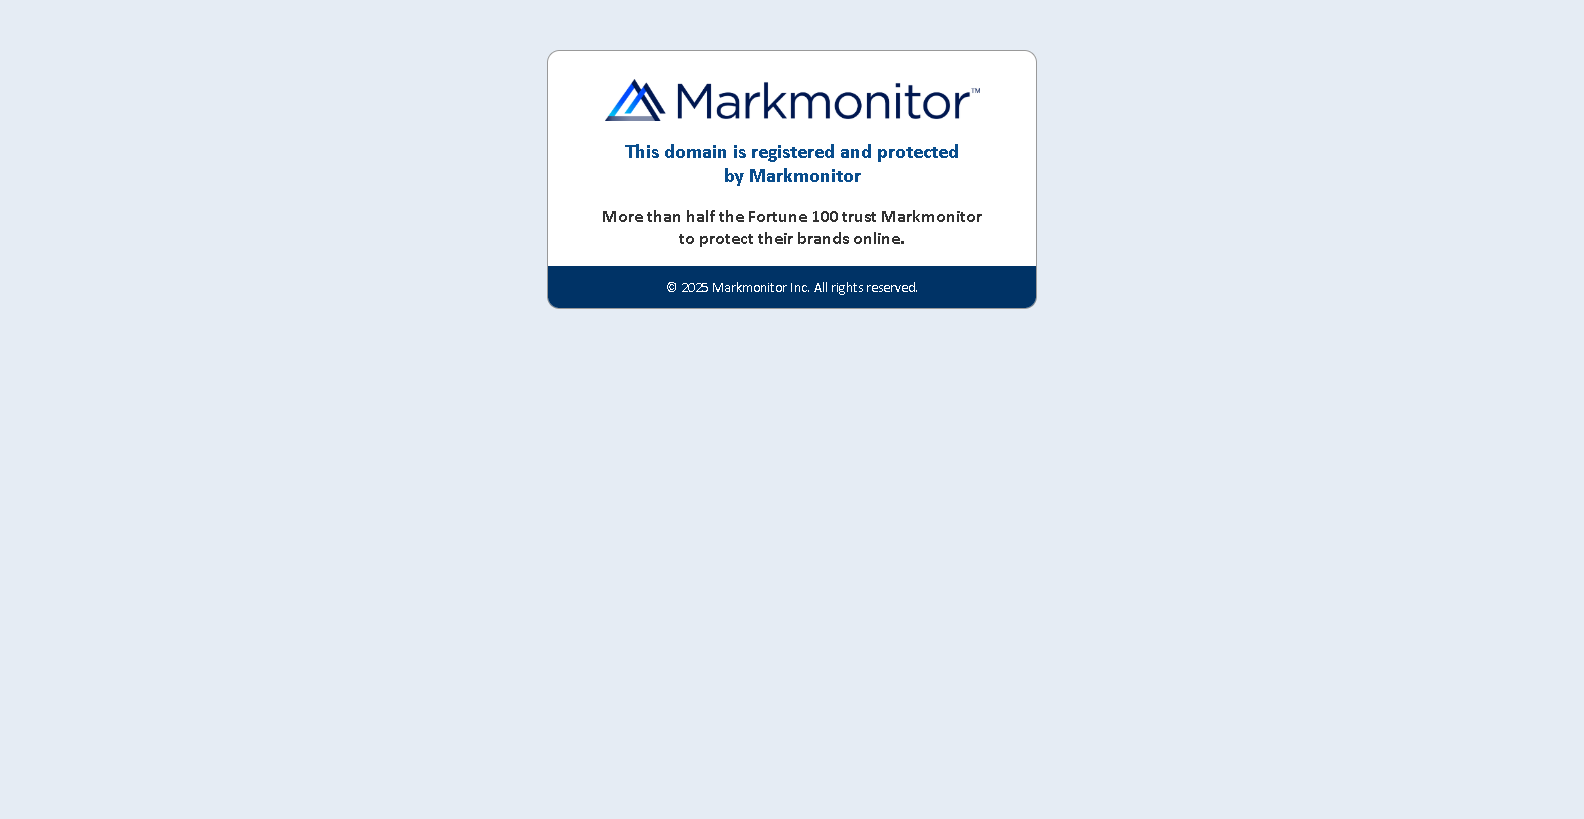 Markmonitor™
This domain is registered and protected
by Markmonitor
More than half the Fortune 100 trust Markmonitor
to protect their brands online.
© 2025 Markmonitor Inc. All rights reserved.